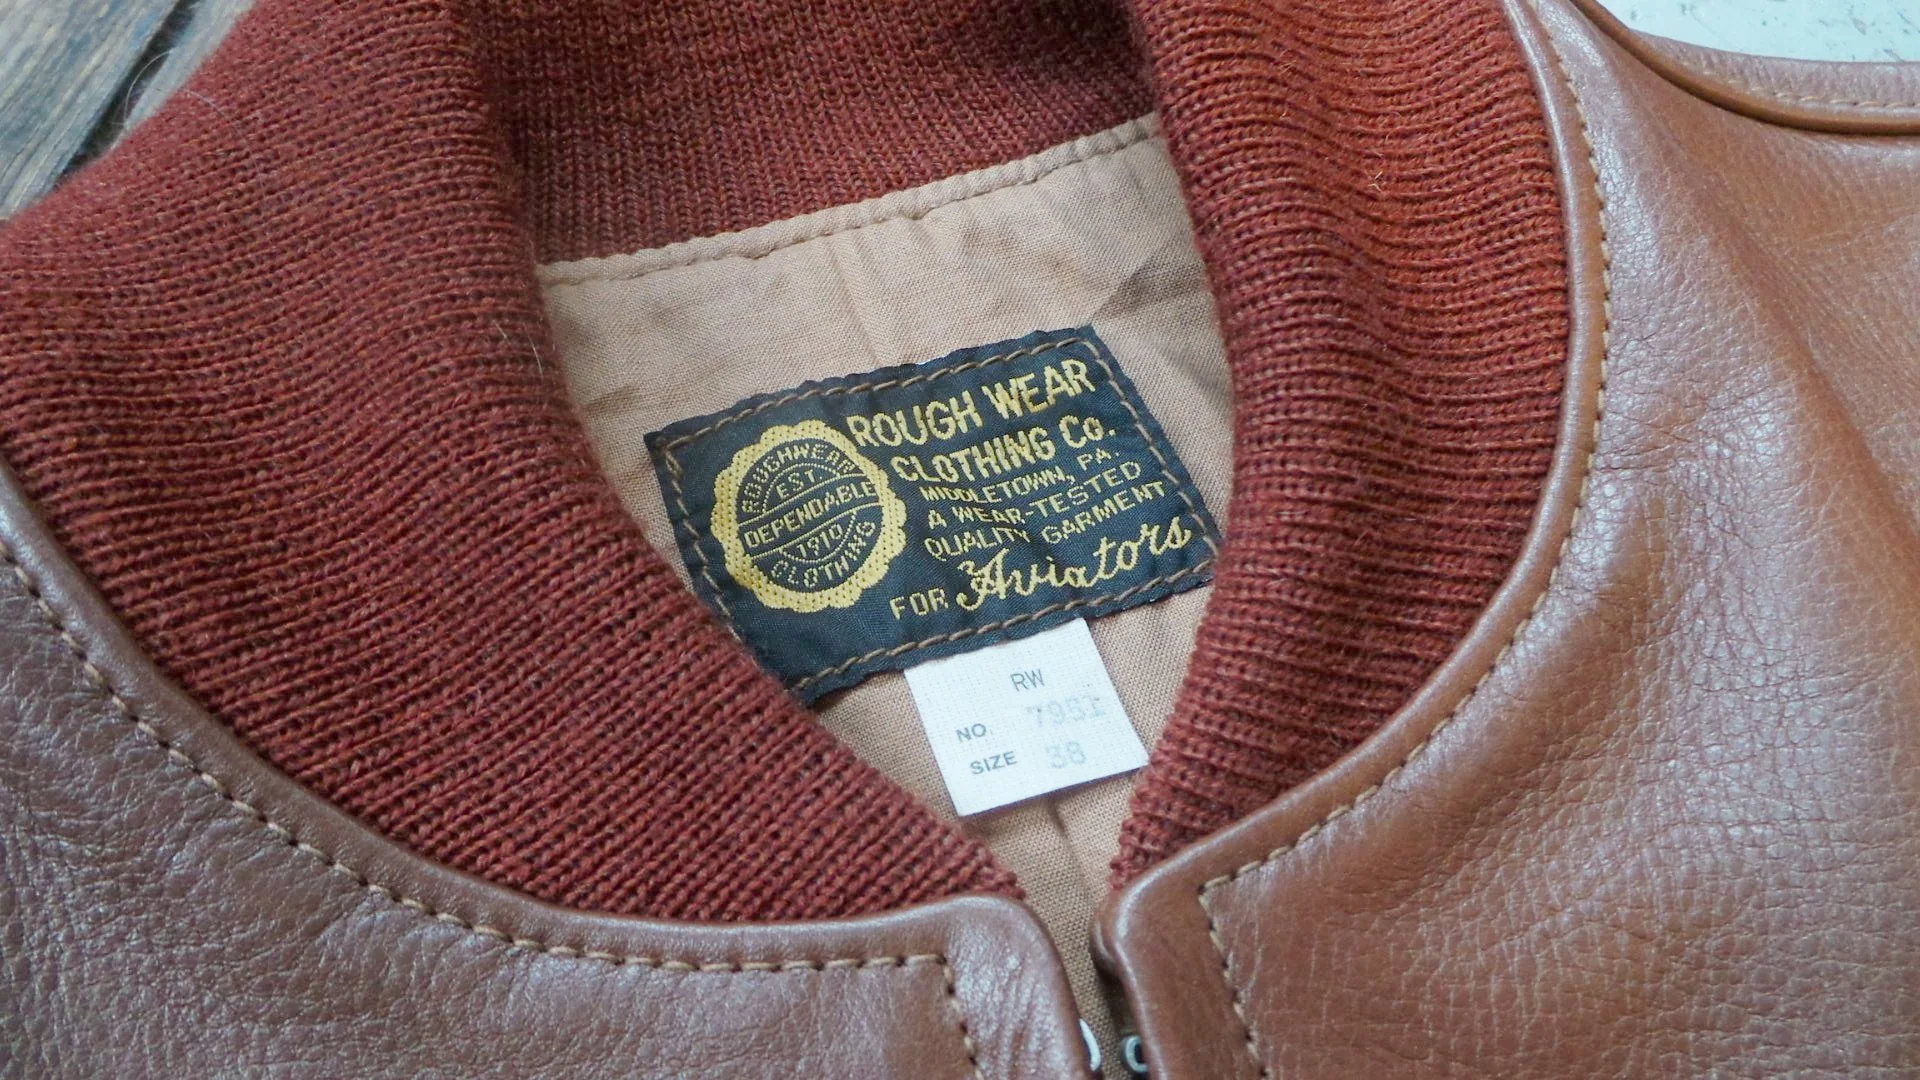 ROUGHWEAR
EST.
DEPENDABLE
1910
CLOTHING
ROUGH WEAR
CLOTHING Co.
MIDDLETOWN, PA.
A WEAR-TESTED
QUALITY GARMENT
FOR Aviators
RW
NO. 7951
SIZE 38